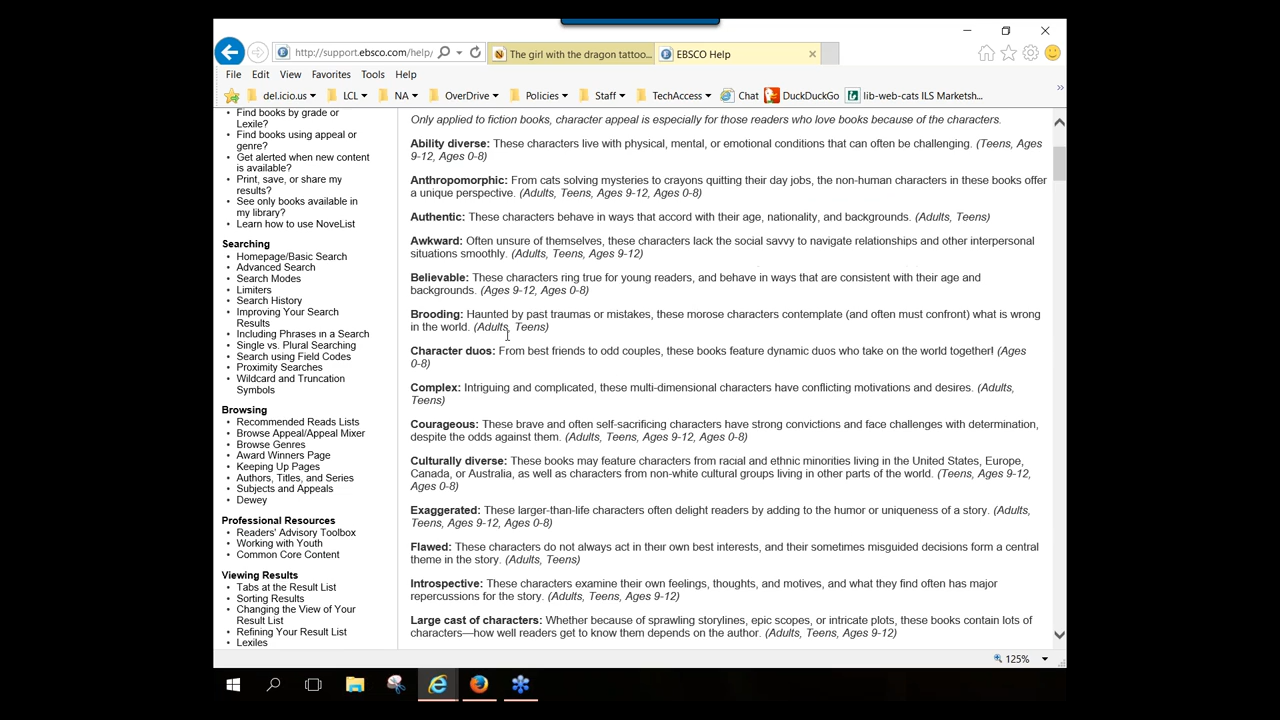 http://support.ebsco.com/help/
The girl with the dragon tattoo...
EBSCO Help
File Edit View Favorites Tools Help
del.icio.us LCL NA OverDrive Policies Staff TechAccess Chat DuckDuckGo lib-web-cats ILS Marketsh...
Find books by grade or
Lexile?
Find books using appeal or
genre?
Get alerted when new content
is available?
Print, save, or share my
results?
See only books available in
my library?
Learn how to use NoveList
Searching
Homepage/Basic Search
Advanced Search
Search Modes
Limiters
Search History
Improving Your Search
Results
Including Phrases in a Search
Single vs. Plural Searching
Search using Field Codes
Proximity Searches
Wildcard and Truncation
Symbols
Browsing
Recommended Reads Lists
Browse Appeal/Appeal Mixer
Browse Genres
Award Winners Page
Keeping Up Pages
Authors, Titles, and Series
Subjects and Appeals
Dewey
Professional Resources
Readers' Advisory Toolbox
Working with Youth
Common Core Content
Viewing Results
Tabs at the Result List
Sorting Results
Changing the View of Your
Result List
Refining Your Result List
Lexiles
Only applied to fiction books, character appeal is especially for those readers who love books because of the characters.
Ability diverse: These characters live with physical, mental, or emotional conditions that can often be challenging. (Teens, Ages
9-12, Ages 0-8)
Anthropomorphic: From cats solving mysteries to crayons quitting their day jobs, the non-human characters in these books offer
a unique perspective. (Adults, Teens, Ages 9-12, Ages 0-8)
Authentic: These characters behave in ways that accord with their age, nationality, and backgrounds. (Adults, Teens)
Awkward: Often unsure of themselves, these characters lack the social savvy to navigate relationships and other interpersonal
situations smoothly. (Adults, Teens, Ages 9-12)
Believable: These characters ring true for young readers, and behave in ways that are consistent with their age and
backgrounds. (Ages 9-12, Ages 0-8)
Brooding: Haunted by past traumas or mistakes, these morose characters contemplate (and often must confront) what is wrong
in the world. (Adults, Teens)
Character duos: From best friends to odd couples, these books feature dynamic duos who take on the world together! (Ages
0-8)
Complex: Intriguing and complicated, these multi-dimensional characters have conflicting motivations and desires. (Adults,
Teens)
Courageous: These brave and often self-sacrificing characters have strong convictions and face challenges with determination,
despite the odds against them. (Adults, Teens, Ages 9-12, Ages 0-8)
Culturally diverse: These books may feature characters from racial and ethnic minorities living in the United States, Europe,
Canada, or Australia, as well as characters from non-white cultural groups living in other parts of the world. (Teens, Ages 9-12,
Ages 0-8)
Exaggerated: These larger-than-life characters often delight readers by adding to the humor or uniqueness of a story. (Adults,
Teens, Ages 9-12, Ages 0-8)
Flawed: These characters do not always act in their own best interests, and their sometimes misguided decisions form a central
theme in the story. (Adults, Teens)
Introspective: These characters examine their own feelings, thoughts, and motives, and what they find often has major
repercussions for the story. (Adults, Teens, Ages 9-12)
Large cast of characters: Whether because of sprawling storylines, epic scopes, or intricate plots, these books contain lots of
characters—how well readers get to know them depends on the author. (Adults, Teens, Ages 9-12)
125%